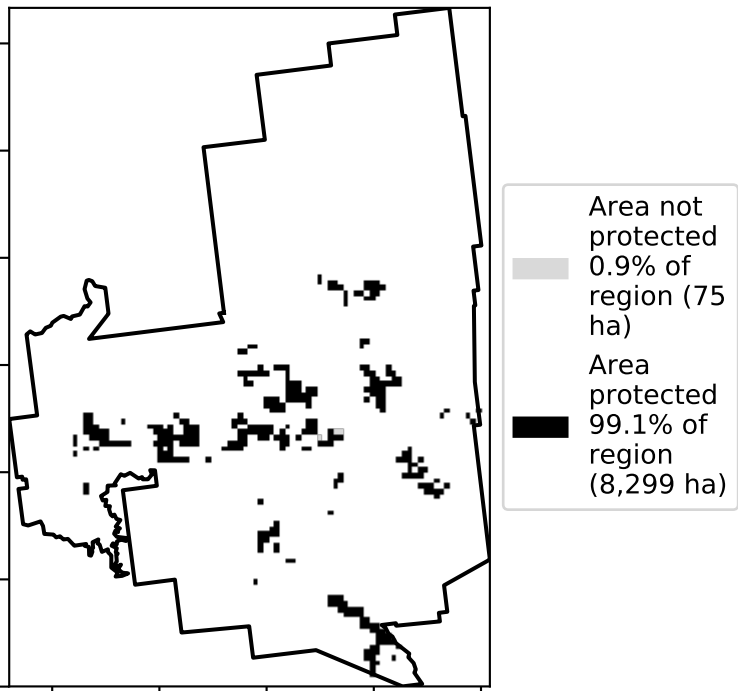 Area not
protected
0.9% of
region (75
ha)
Area
protected
99.1% of
region
(8,299 ha)